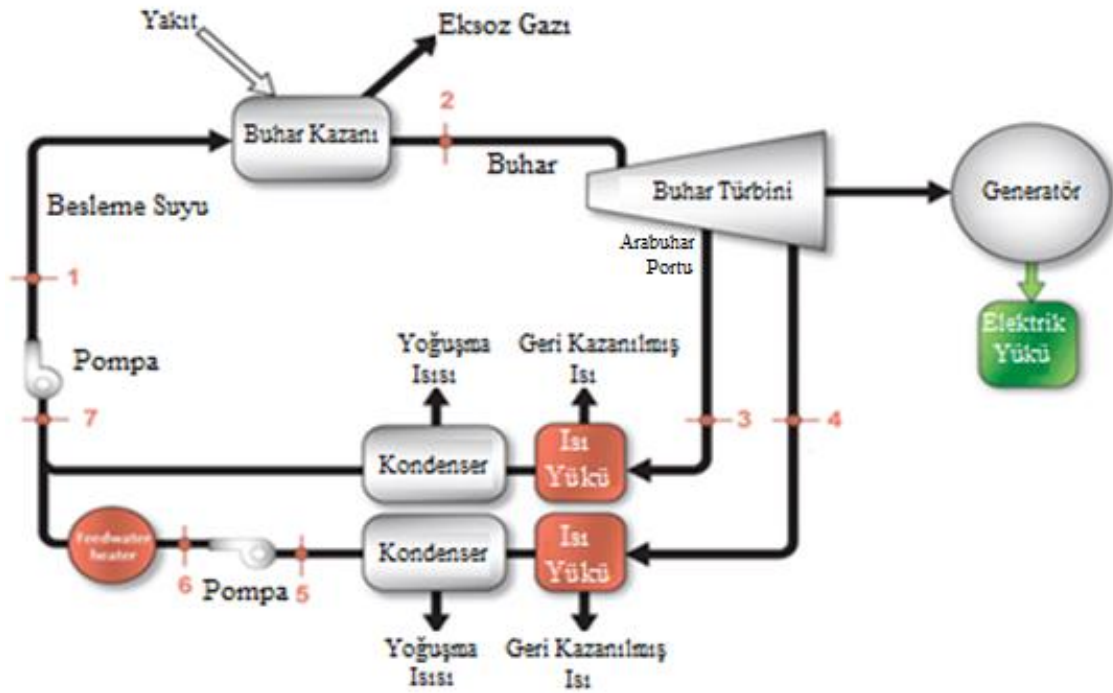 Yakıt
Eksoz Gazı
2
Buhar Kazanı
Buhar
Buhar Türbini
Generatör
Besleme Suyu
Arabuhar
Portu
1
Elektrik
Yükü
Pompa
Yoğuşma
Isısı
Geri Kazanılmış
Isı
7
3
4
Kondenser
Isı
Yükü
Feedwater
heater
Kondenser
Isı
Yükü
6
Pompa
5
Yoğuşma
Isısı
Geri Kazanılmış
Isı